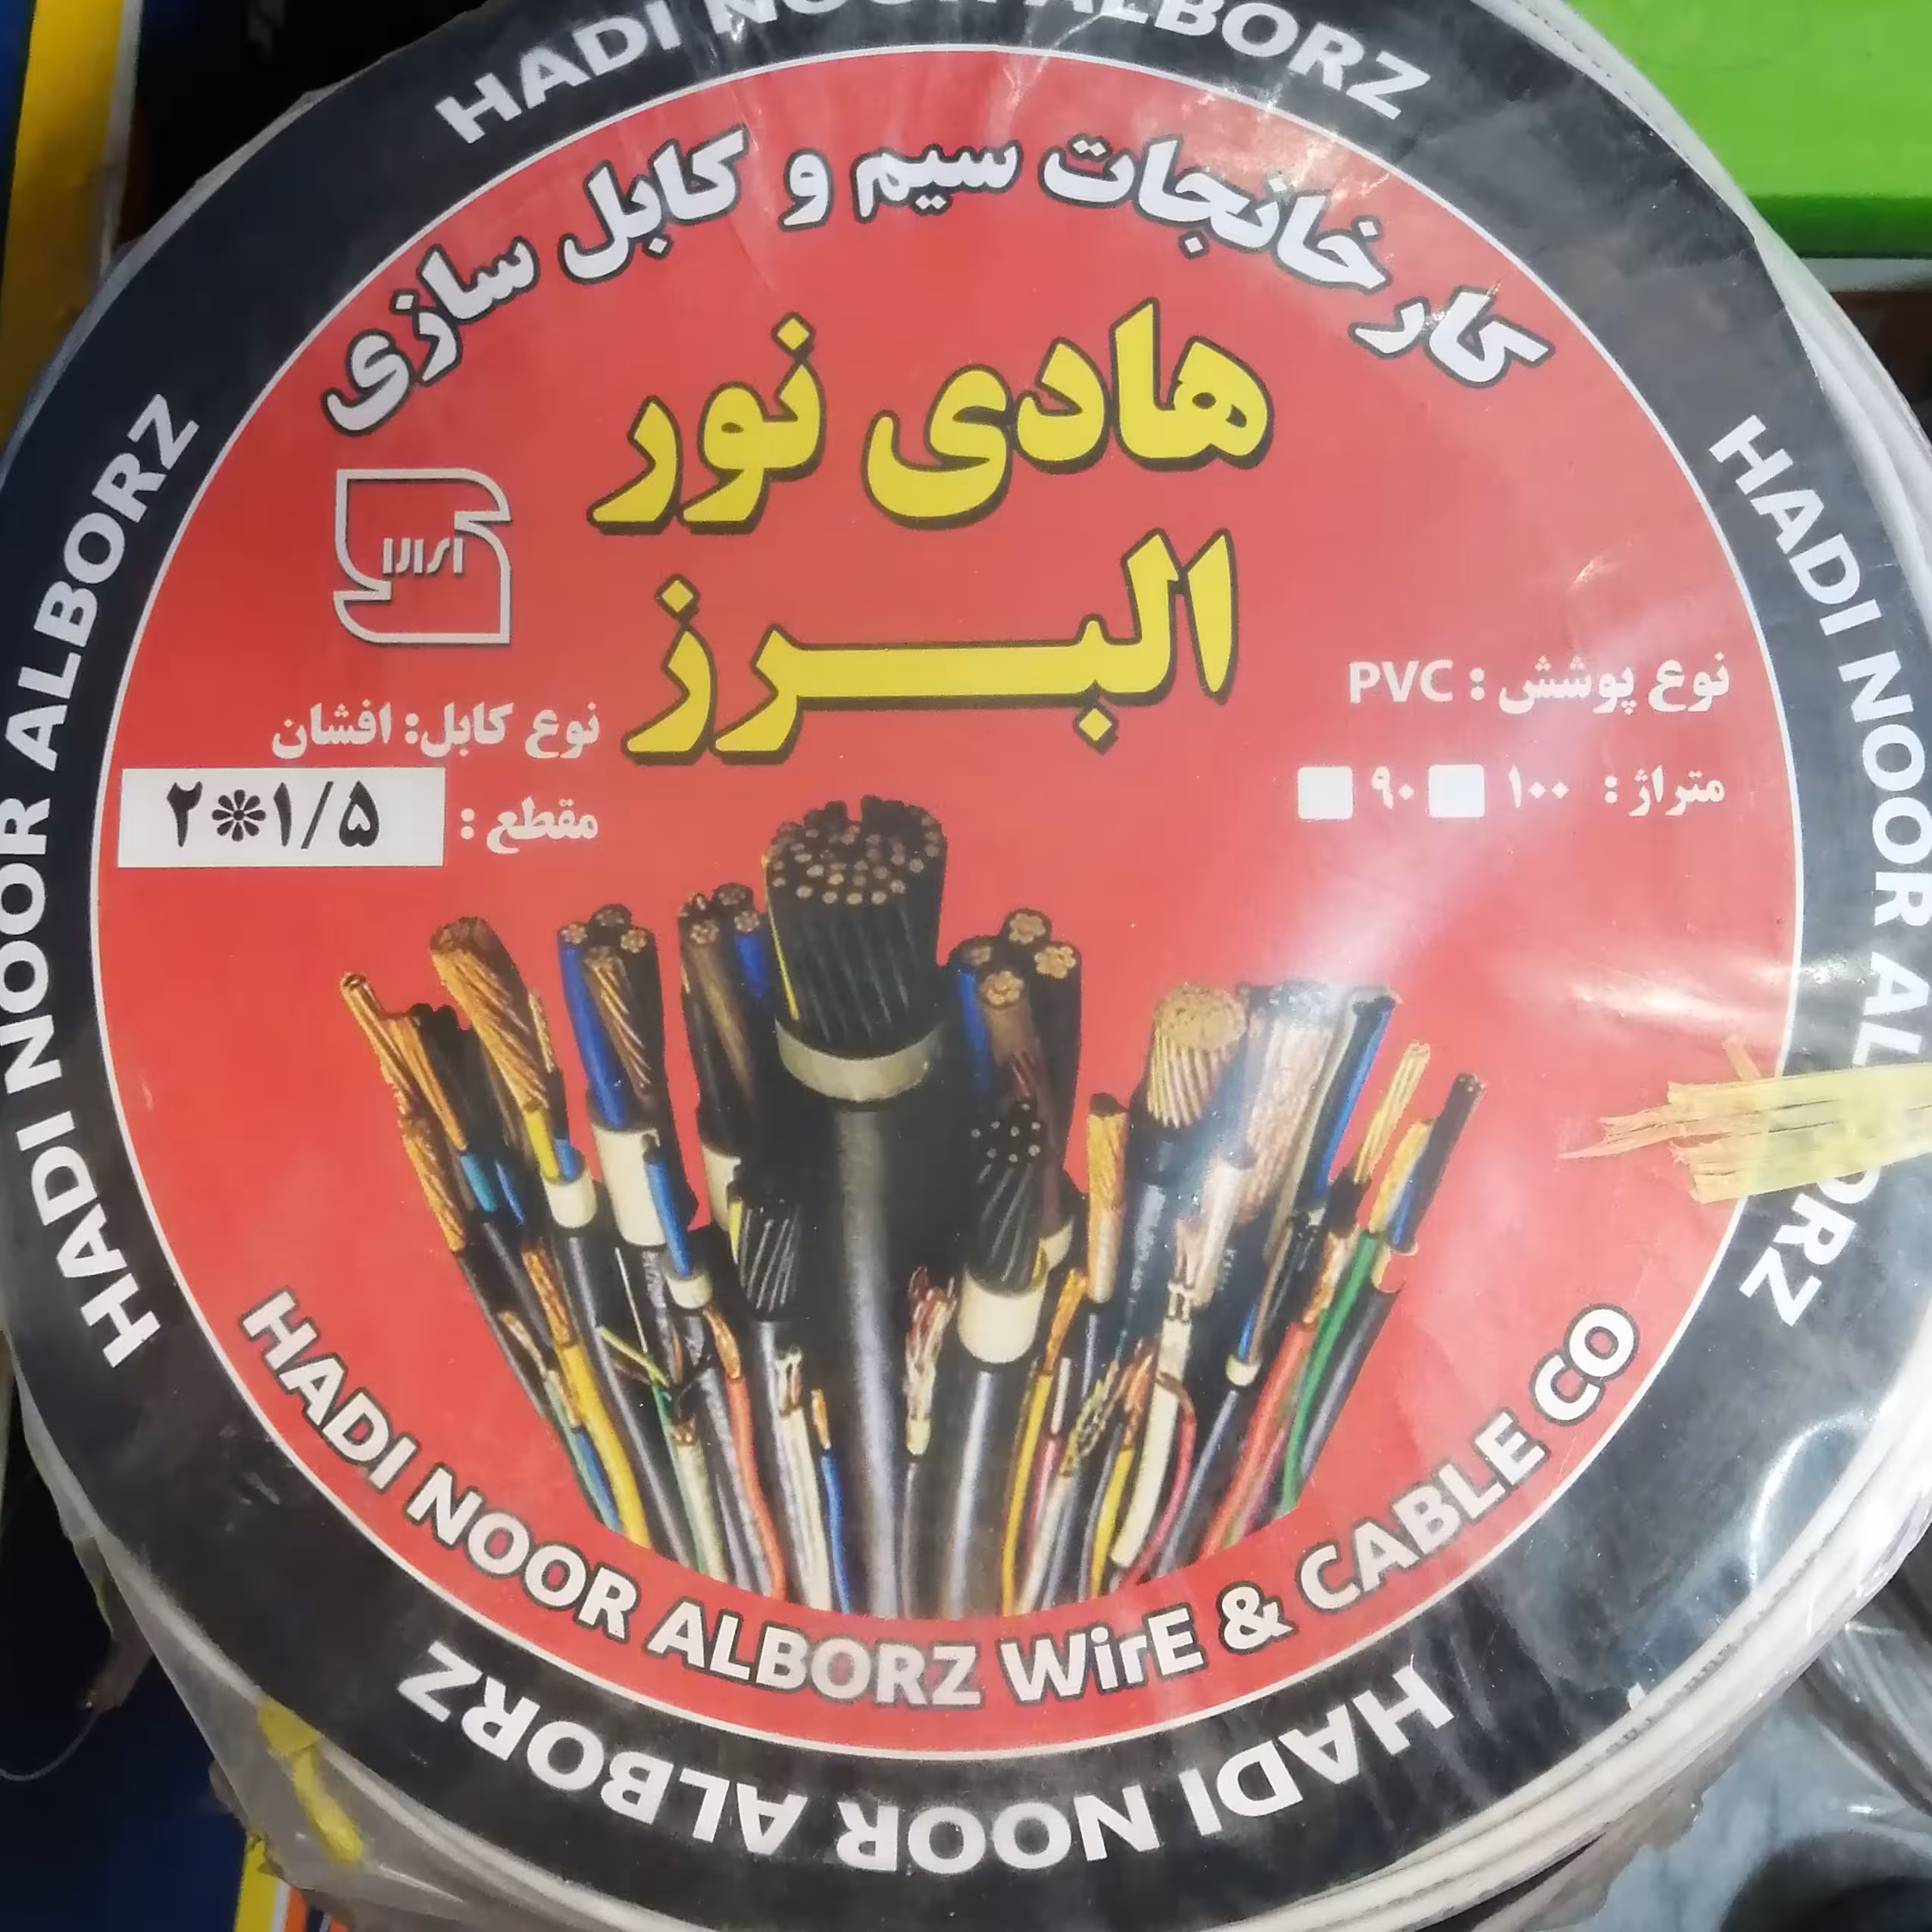 HADI NOOR ALBORZ
کارخانجات سیم و کابل سازی
هادی نور
البرز
نوع پوشش : PVC
متراژ : ۱۰۰ ۹۰
نوع کابل: افشان
مقطع : ۲*۱/۵
HADI NOOR ALBORZ WirE & CABLE CO
HADI NOOR ALBORZ
HADI NOOR ALBORZ
HADI NOOR ALBORZ